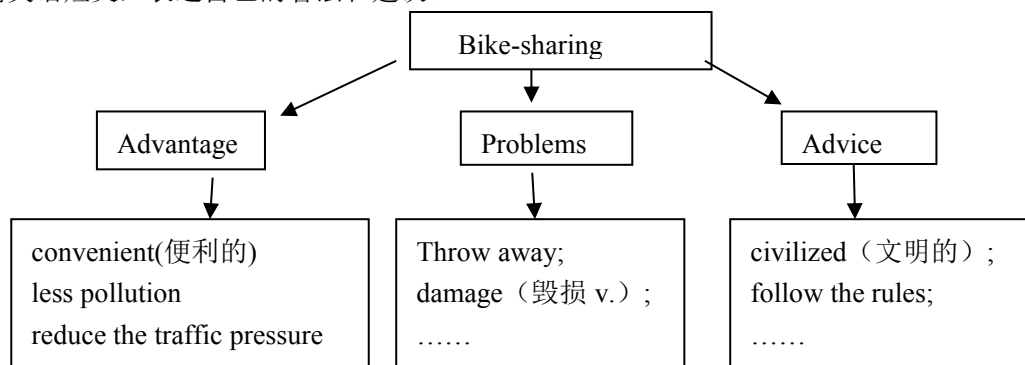 Bike-sharing
Advantage
Problems
Advice
convenient(便利的)
less pollution
reduce the traffic pressure
Throw away;
damage（毁损 v.）;
……
civilized（文明的）;
follow the rules;
……